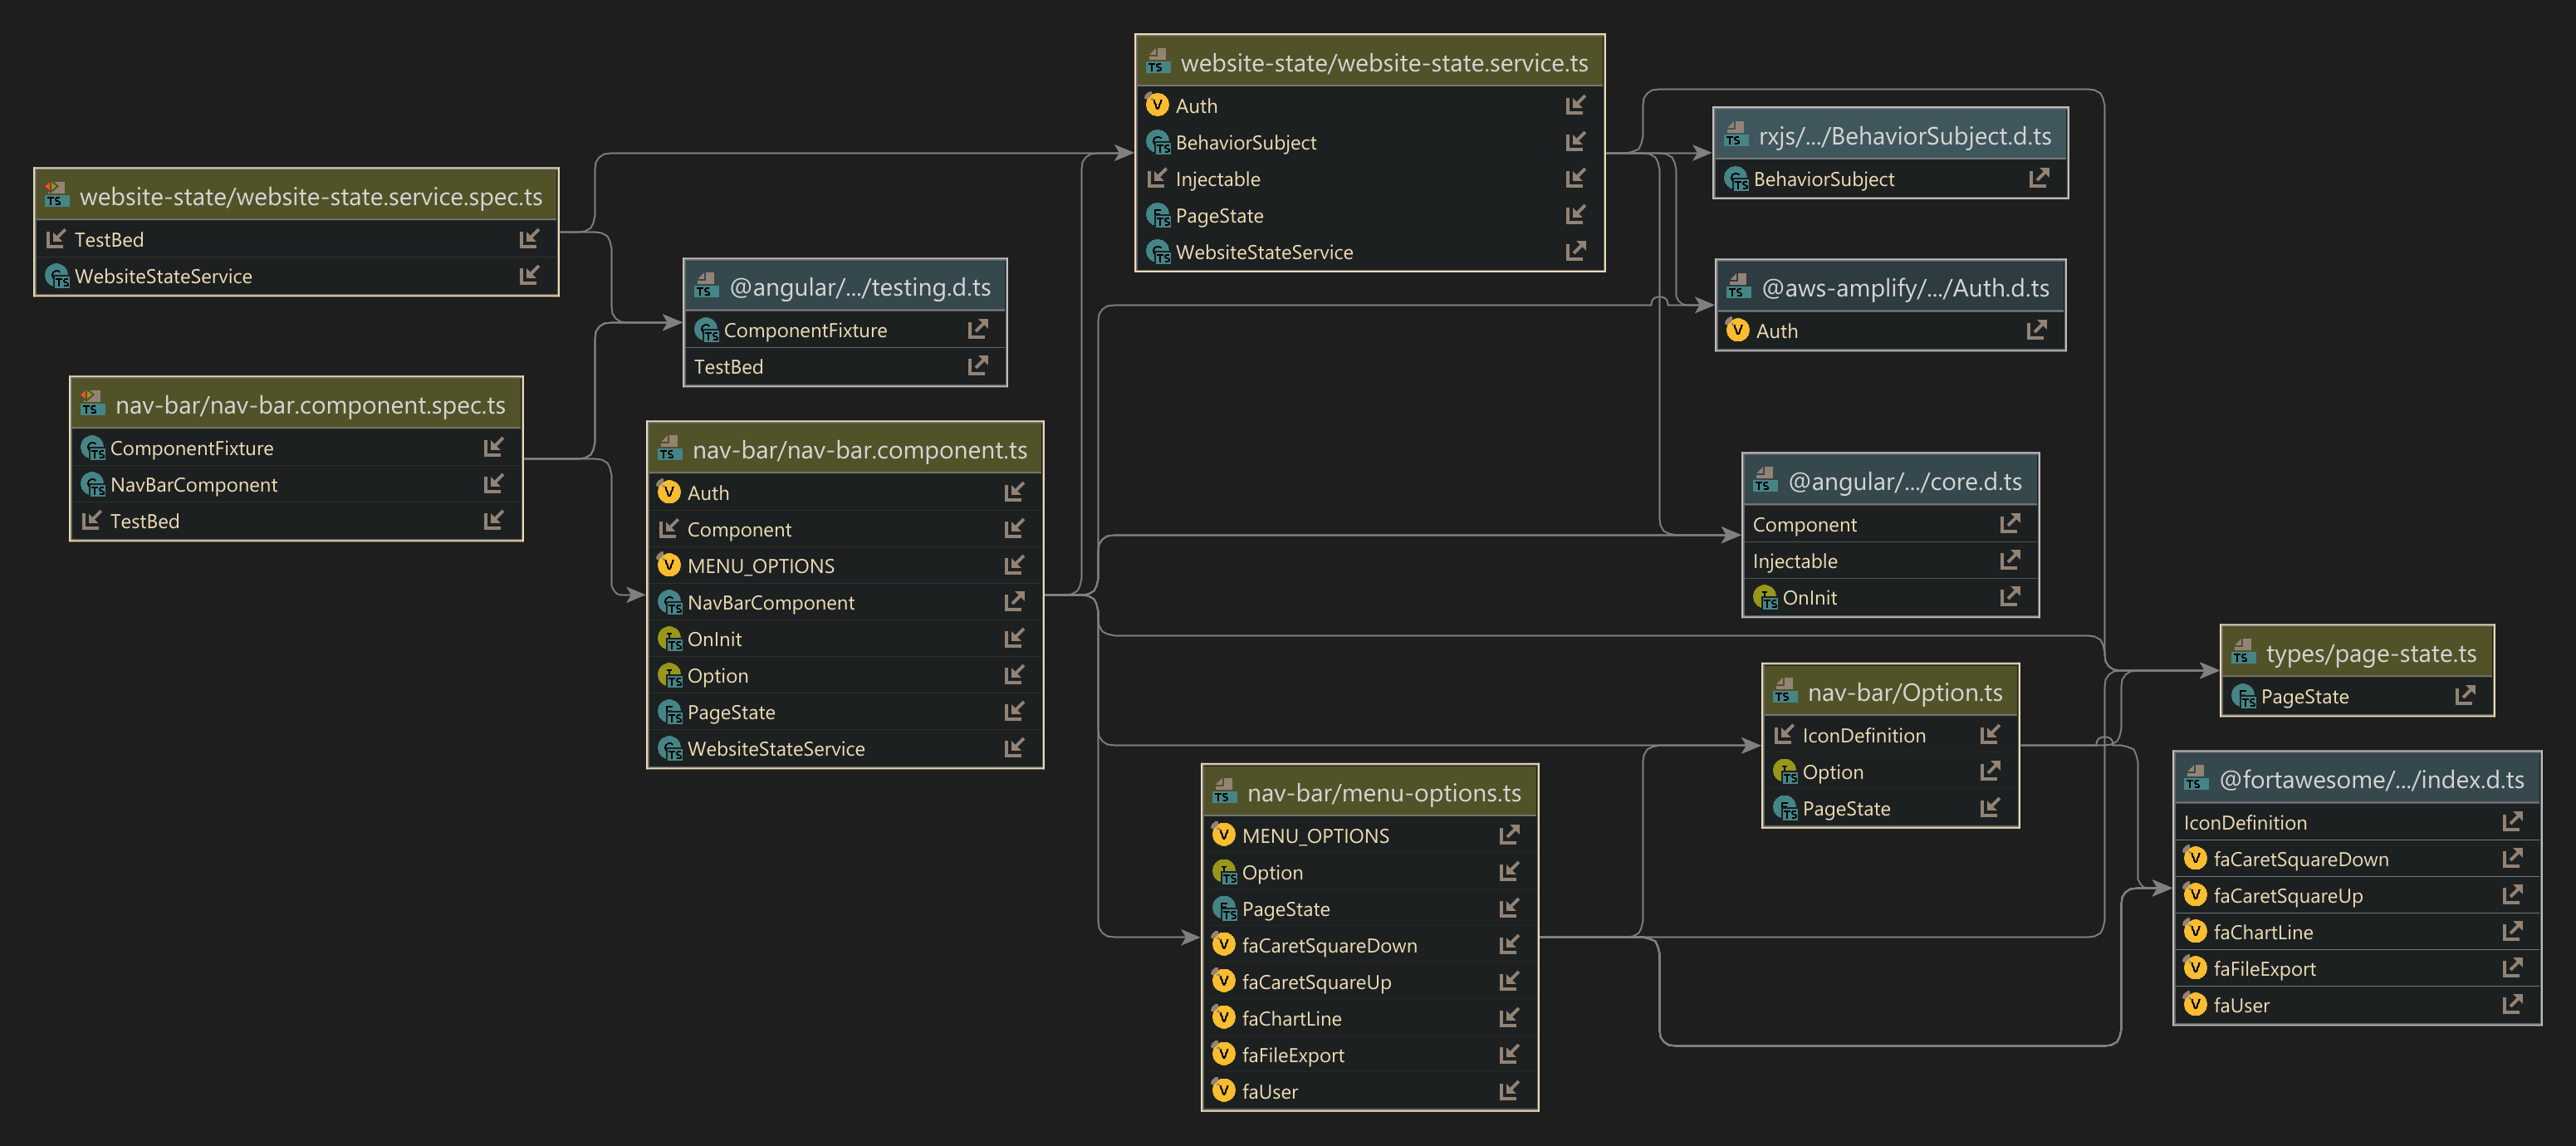 website-state/website-state.service.spec.ts
TestBed
WebsiteStateService
nav-bar/nav-bar.component.spec.ts
ComponentFixture
NavBarComponent
TestBed
@angular/.../testing.d.ts
ComponentFixture
TestBed
nav-bar/nav-bar.component.ts
Auth
Component
MENU_OPTIONS
NavBarComponent
OnInit
Option
PageState
WebsiteStateService
website-state/website-state.service.ts
Auth
BehaviorSubject
Injectable
PageState
WebsiteStateService
nav-bar/menu-options.ts
MENU_OPTIONS
Option
PageState
faCaretSquareDown
faCaretSquareUp
faChartLine
faFileExport
faUser
rxjs/.../BehaviorSubject.d.ts
BehaviorSubject
@aws-amplify/.../Auth.d.ts
Auth
@angular/.../core.d.ts
Component
Injectable
OnInit
nav-bar/Option.ts
IconDefinition
Option
PageState
types/page-state.ts
PageState
@fortawesome/.../index.d.ts
IconDefinition
faCaretSquareDown
faCaretSquareUp
faChartLine
faFileExport
faUser